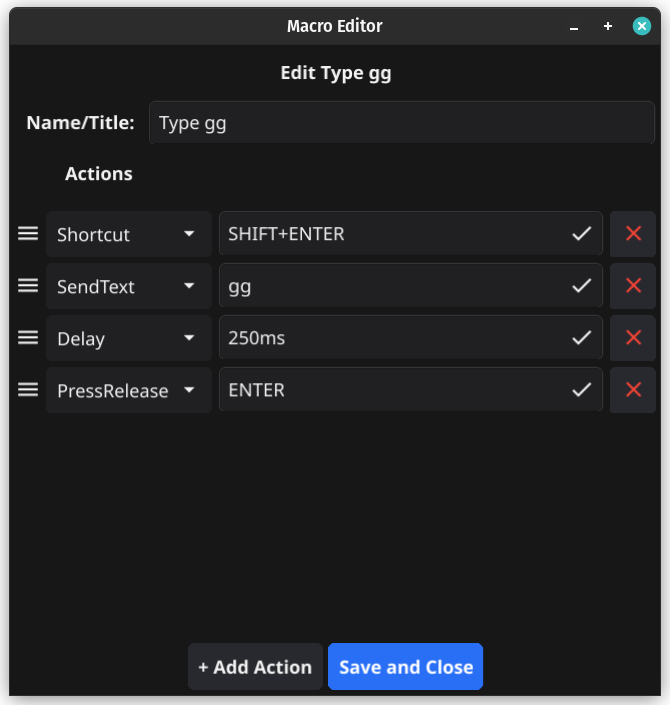 Macro Editor
Edit Type gg
Name/Title: Type gg
Actions
Shortcut SHIFT+ENTER
SendText gg
Delay 250ms
PressRelease ENTER
+ Add Action Save and Close